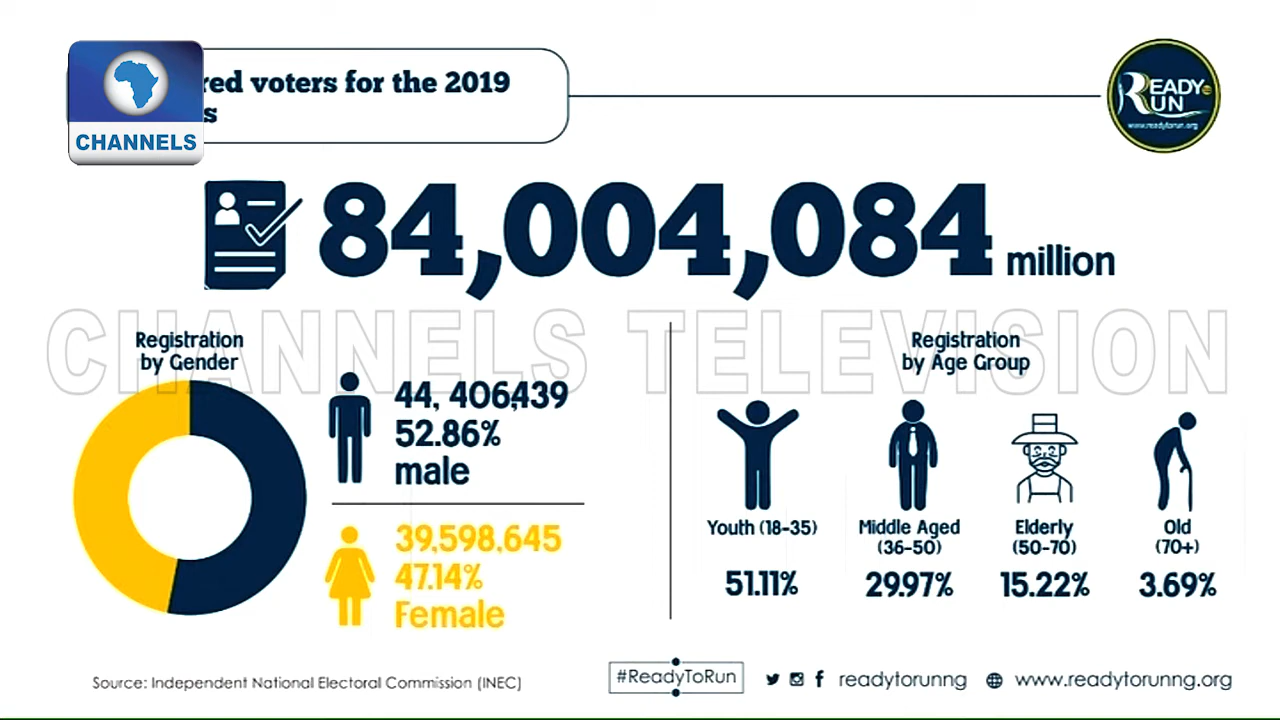 red voters for the 2019
s
CHANNELS
READY
RUN
www.readytorun.org
84,004,084 million
CHANNELS TELEVISION
Registration
by Gender
44, 406,439
52.86%
male
39,598,645
47.14%
Female
Registration
by Age Group
Youth (18-35)
51.11%
Middle Aged
(36-50)
29.97%
Elderly
(50-70)
15.22%
Old
(70+)
3.69%
Source: Independent National Electoral Commission (INEC)
#ReadyToRun
readytorunng
www.readytorunng.org